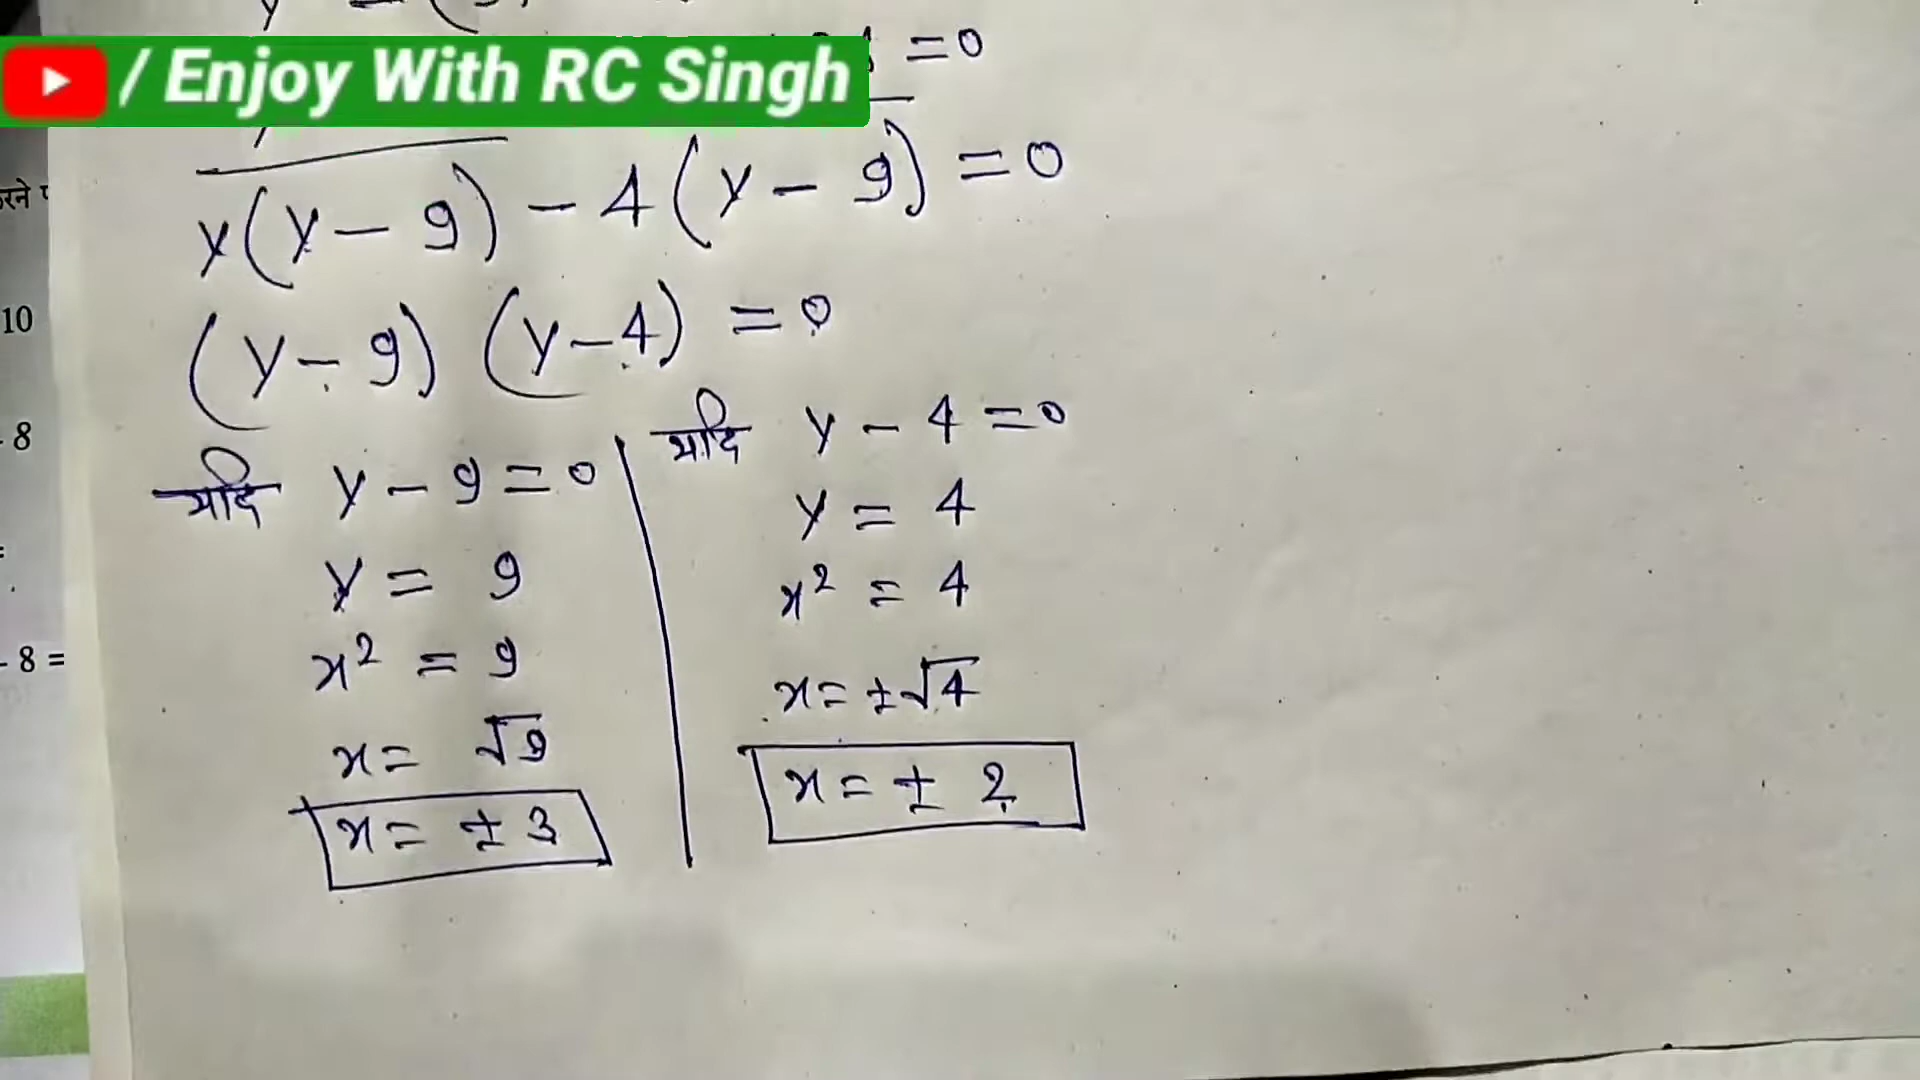 = 0
/ Enjoy With RC Singh
y(y - 9) - 4(y - 9) = 0
(y - 9) (y - 4) = 0
यदि y - 9 = 0
y = 9
x² = 9
x = √9
x = ± 3
यदि y - 4 = 0
y = 4
x² = 4
x = ±√4
x = ± 2
10
- 8
- 8 =